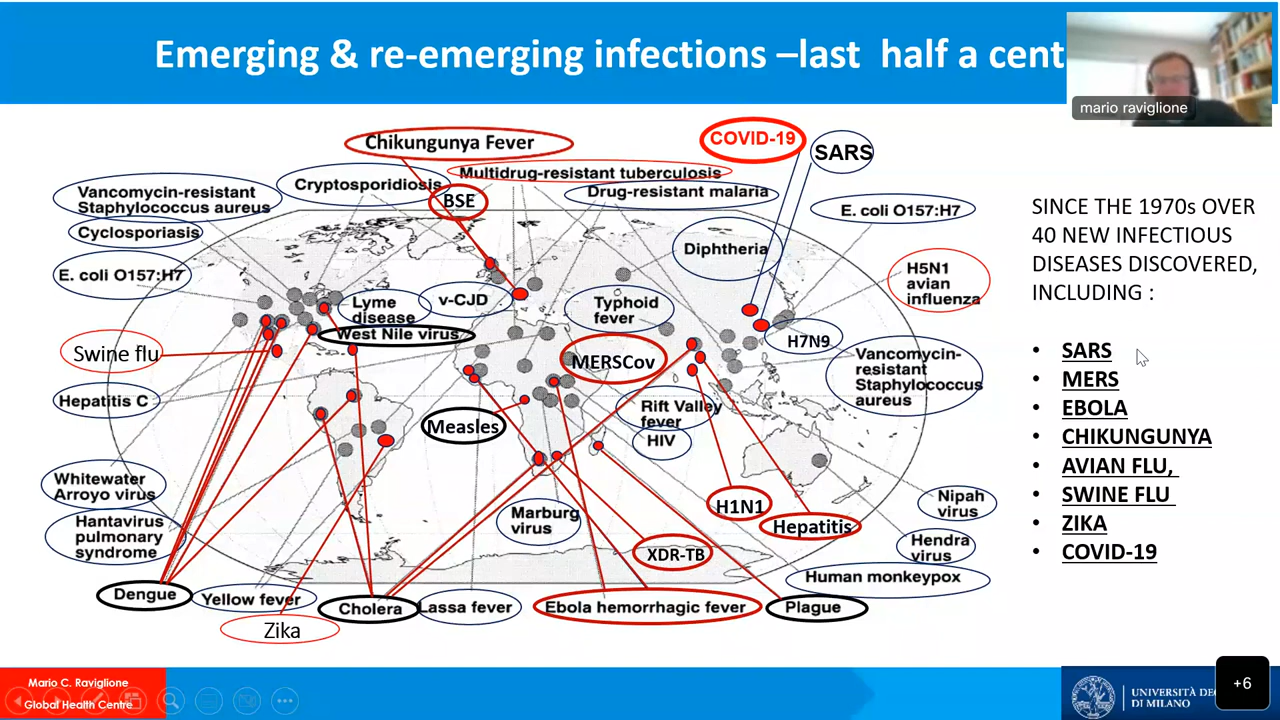 Emerging & re-emerging infections –last half a cent
mario raviglione
Chikungunya Fever
COVID-19
SARS
Multidrug-resistant tuberculosis
Cryptosporidiosis
Drug-resistant malaria
Vancomycin-resistant
Staphylococcus aureus
BSE
E. coli O157:H7
Cyclosporiasis
Diphtheria
E. coli O157:H7
H5N1
avian
influenza
Lyme
disease
v-CJD
Typhoid
fever
West Nile virus
H7N9
Swine flu
MERSCov
Vancomycin-
resistant
Staphylococcus
aureus
Hepatitis C
Rift Valley
fever
Measles
HIV
Whitewater
Arroyo virus
Nipah
virus
H1N1
Marburg
virus
Hepatitis
Hantavirus
pulmonary
syndrome
Hendra
virus
XDR-TB
Human monkeypox
Dengue
Yellow fever
Cholera
Lassa fever
Ebola hemorrhagic fever
Plague
Zika
SINCE THE 1970s OVER
40 NEW INFECTIOUS
DISEASES DISCOVERED,
INCLUDING :
• SARS
• MERS
• EBOLA
• CHIKUNGUNYA
• AVIAN FLU,
• SWINE FLU
• ZIKA
• COVID-19
Mario C. Raviglione
Global Health Centre
UNIVERSITÀ DE
DI MILANO
+6